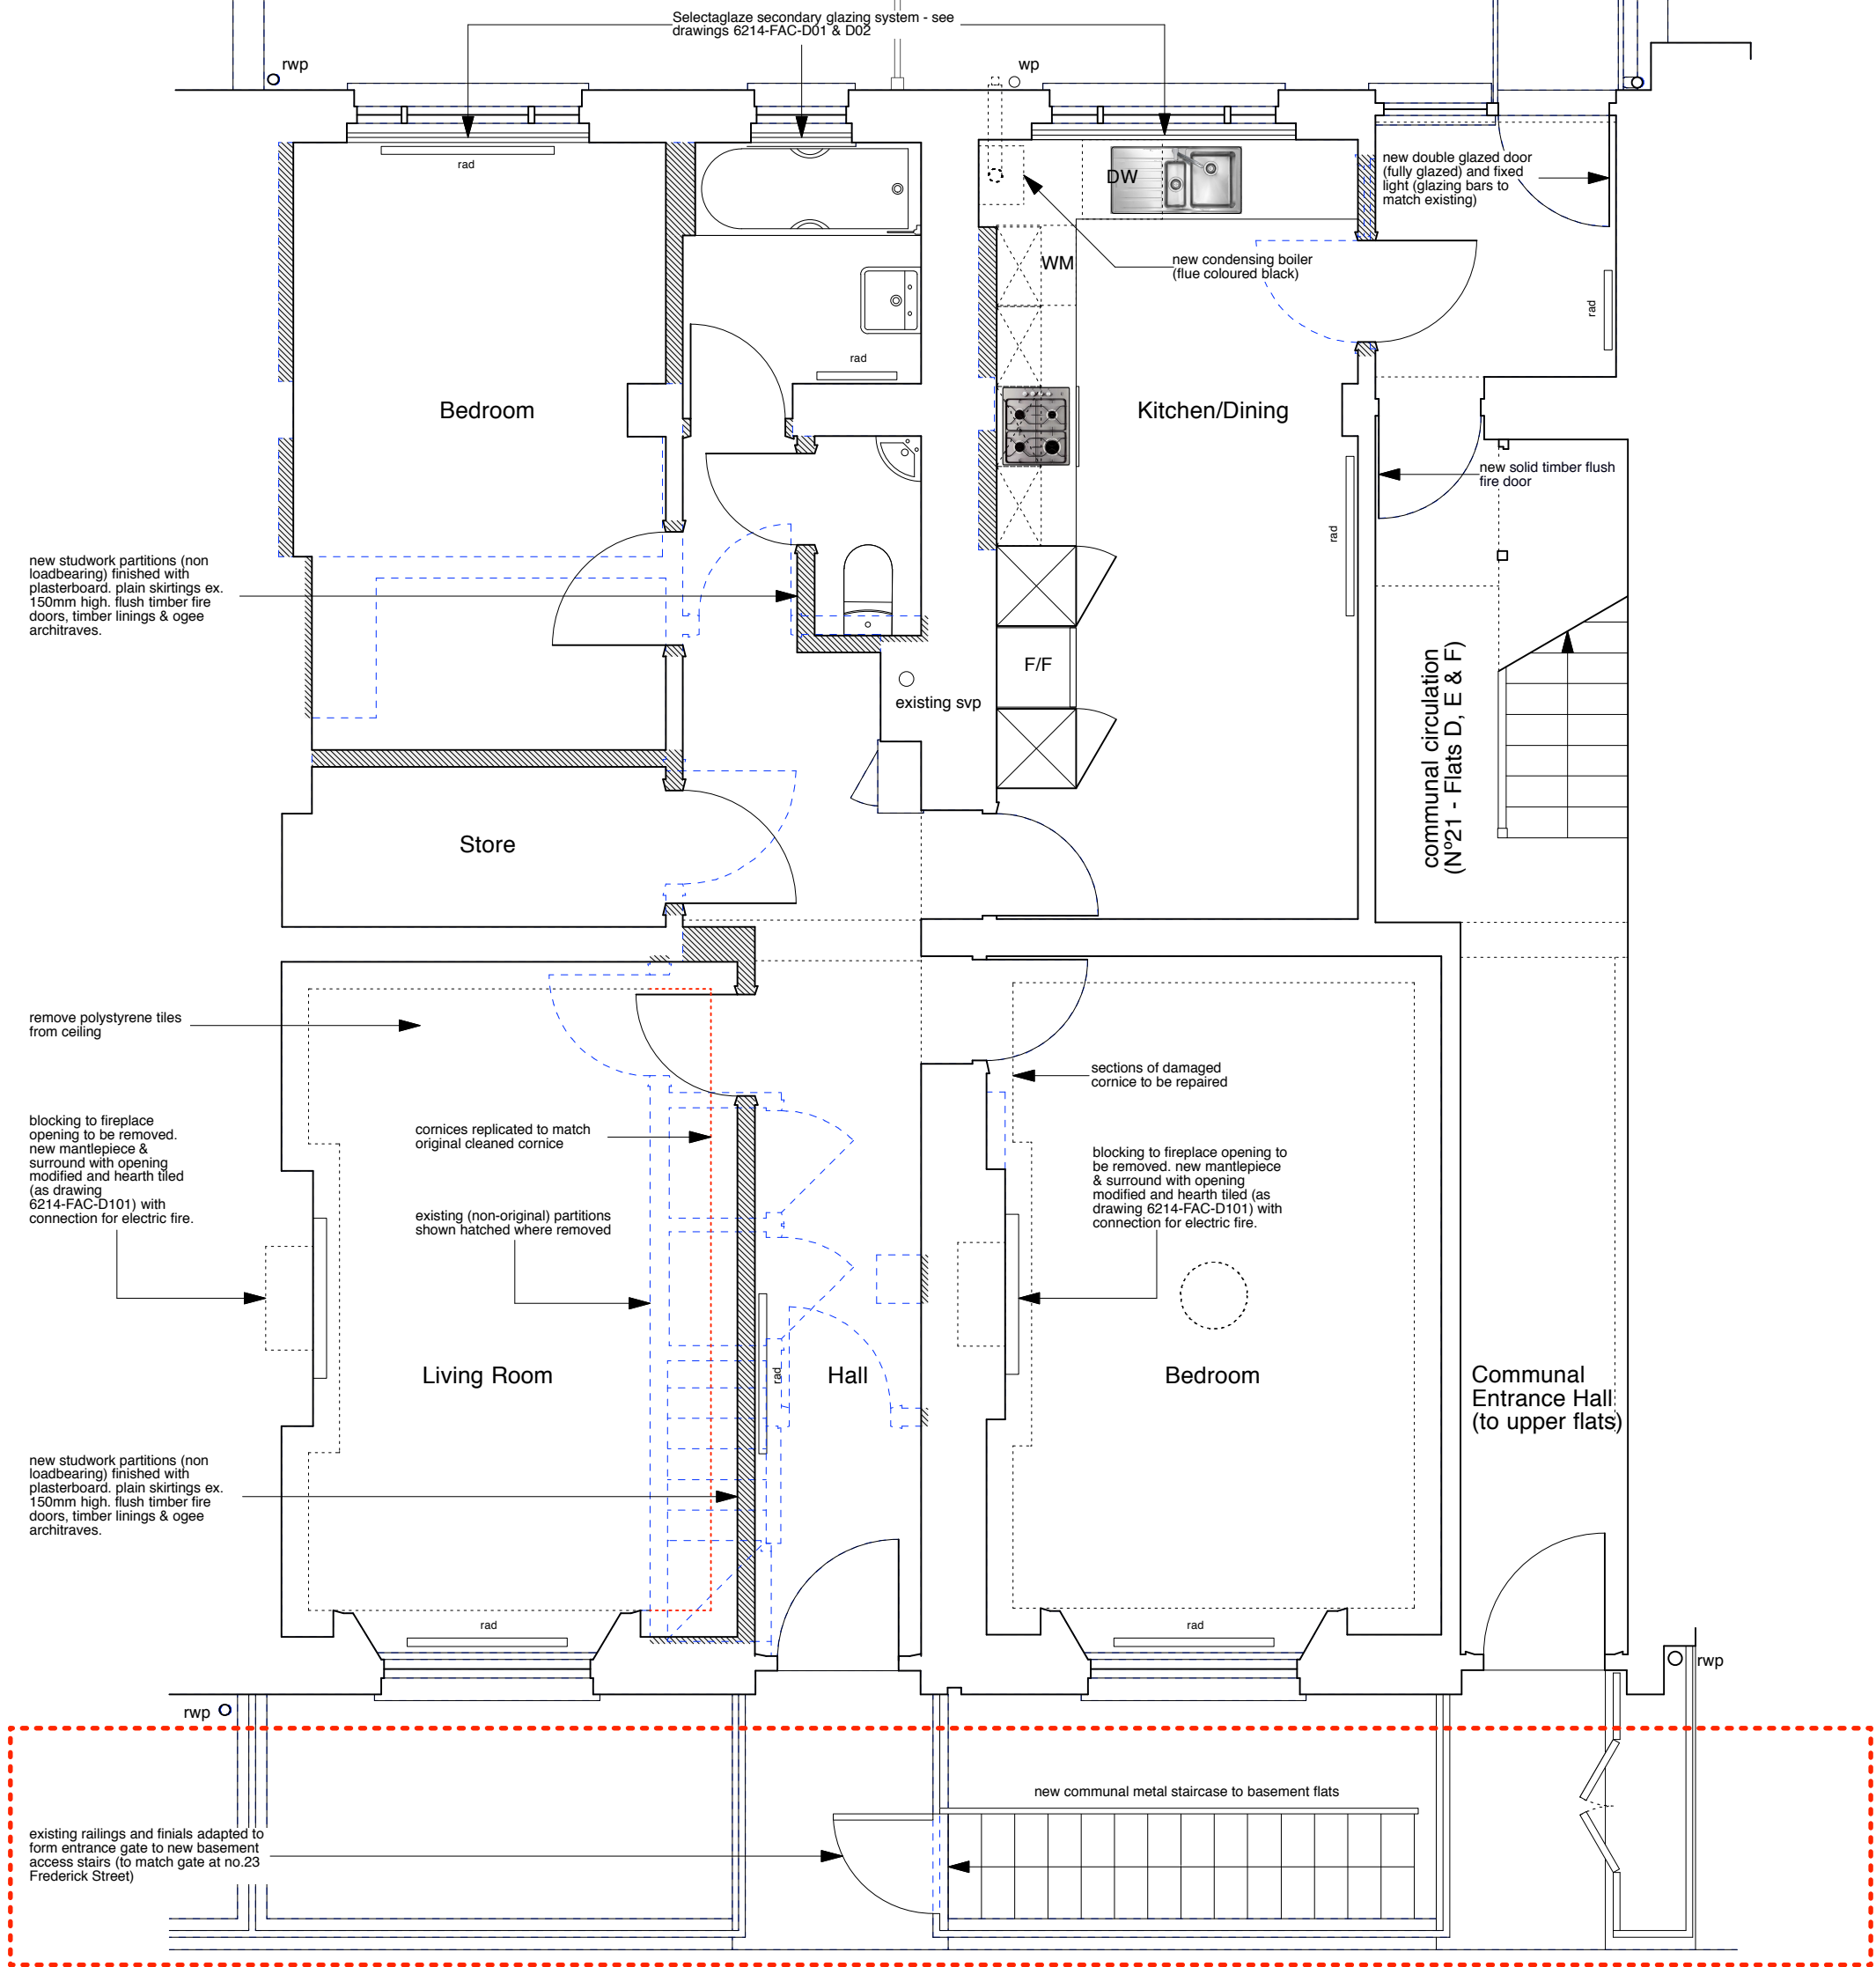 Selectaglaze secondary glazing system - see
drawings 6214-FAC-D01 & D02
rwp
wp
rad
DW
new double glazed door
(fully glazed) and fixed
light (glazing bars to
match existing)
WM
new condensing boiler
(flue coloured black)
rad
rad
Bedroom
Kitchen/Dining
new solid timber flush
fire door
rad
new studwork partitions (non
loadbearing) finished with
plasterboard. plain skirtings ex.
150mm high. flush timber fire
doors, timber linings & ogee
architraves.
F/F
existing svp
communal circulation
(Nº21 - Flats D, E & F)
Store
remove polystyrene tiles
from ceiling
sections of damaged
cornice to be repaired
blocking to fireplace
opening to be removed.
new mantlepiece &
surround with opening
modified and hearth tiled
(as drawing
6214-FAC-D101) with
connection for electric fire.
cornices replicated to match
original cleaned cornice
blocking to fireplace opening to
be removed. new mantlepiece
& surround with opening
modified and hearth tiled (as
drawing 6214-FAC-D101) with
connection for electric fire.
existing (non-original) partitions
shown hatched where removed
Living Room
rad
Hall
Bedroom
Communal
Entrance Hall
(to upper flats)
new studwork partitions (non
loadbearing) finished with
plasterboard. plain skirtings ex.
150mm high. flush timber fire
doors, timber linings & ogee
architraves.
rad
rad
rwp
rwp
new communal metal staircase to basement flats
existing railings and finials adapted to
form entrance gate to new basement
access stairs (to match gate at no.23
Frederick Street)